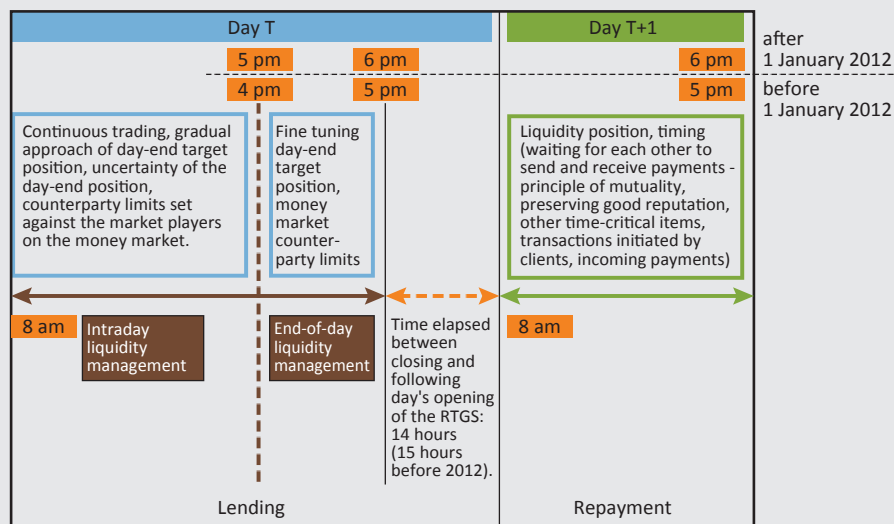 Day T
Day T+1
after
1 January 2012
5 pm
6 pm
6 pm
4 pm
5 pm
5 pm
before
1 January 2012
Continuous trading, gradual
approach of day-end target
position, uncertainty of the
day-end position,
counterparty limits set
against the market players
on the money market.
Fine tuning
day-end
target
position,
money
market
counter-
party limits
Liquidity position, timing
(waiting for each other to
send and receive payments -
principle of mutuality,
preserving good reputation,
other time-critical items,
transactions initiated by
clients, incoming payments)
8 am
Intraday
liquidity
management
End-of-day
liquidity
management
Time elapsed
between
closing and
following
day's opening
of the RTGS:
14 hours
(15 hours
before 2012).
8 am
Lending
Repayment